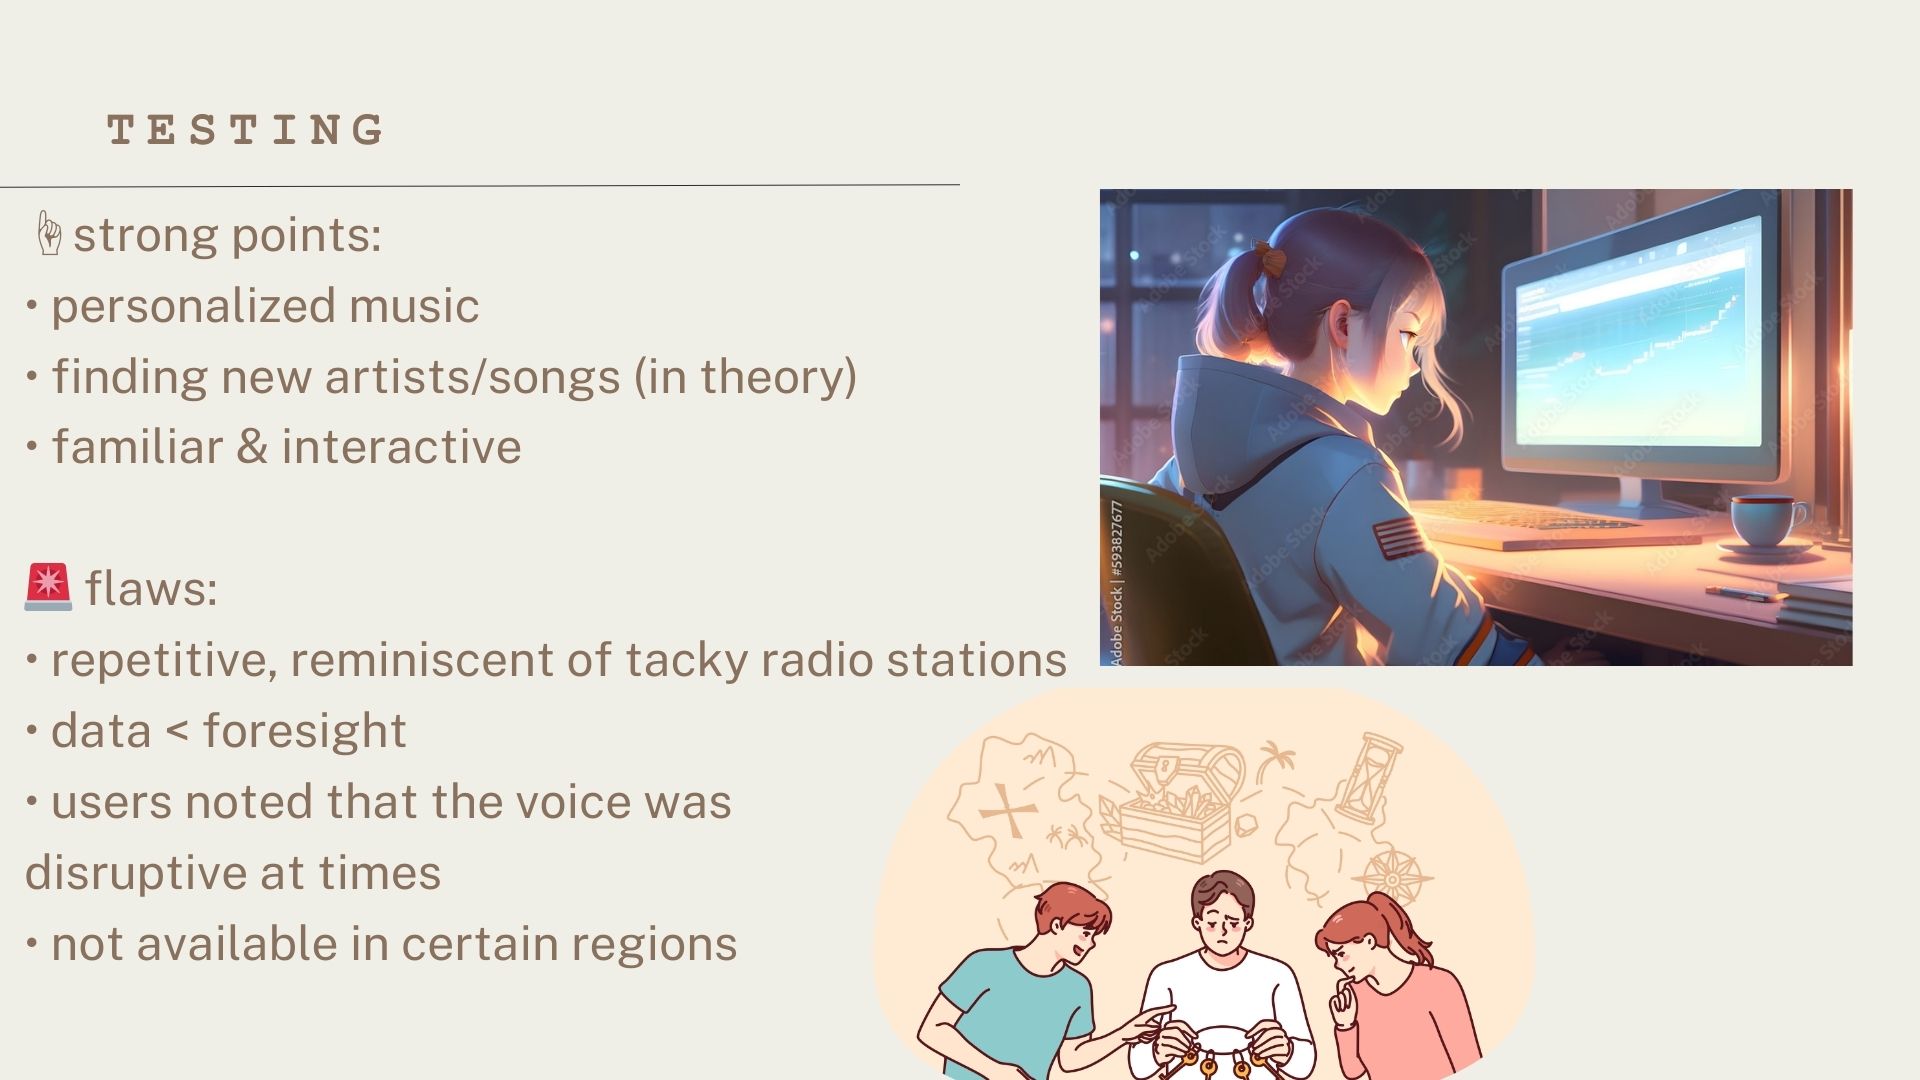 TESTING
☝ strong points:
• personalized music
• finding new artists/songs (in theory)
• familiar & interactive
🚨 flaws:
• repetitive, reminiscent of tacky radio stations
• data < foresight
• users noted that the voice was
disruptive at times
• not available in certain regions
Adobe Stock | #593827677